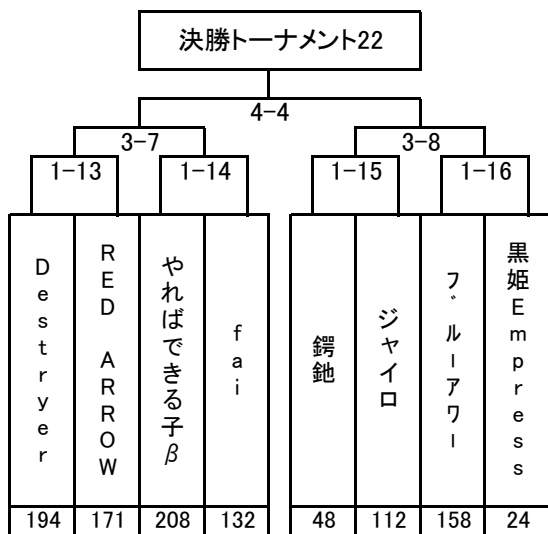 決勝トーナメント22
4-4
3-7
3-8
1-13
1-14
1-15
1-16
Destryer
RED ARROW
やればできる子β
fai
鍔鉇
ジャイロ
ブルーアワー
黒姫Empress
194
171
208
132
48
112
158
24